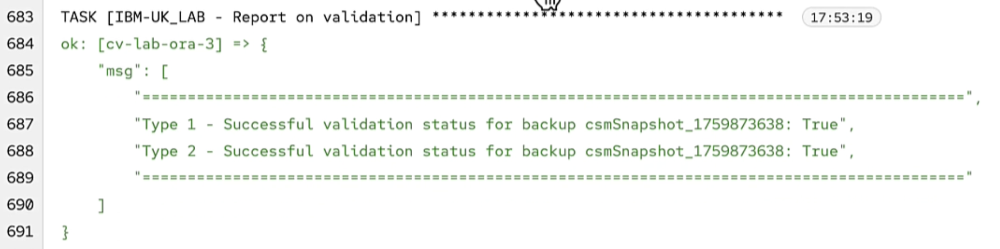 683 TASK [IBM-UK_LAB - Report on validation] *************************************** 17:53:19
684 ok: [cv-lab-ora-3] => {
685     "msg": [
686         "===========================================================================================",
687         "Type 1 - Successful validation status for backup csmSnapshot_1759873638: True",
688         "Type 2 - Successful validation status for backup csmSnapshot_1759873638: True",
689         "==========================================================================================="
690     ]
691 }